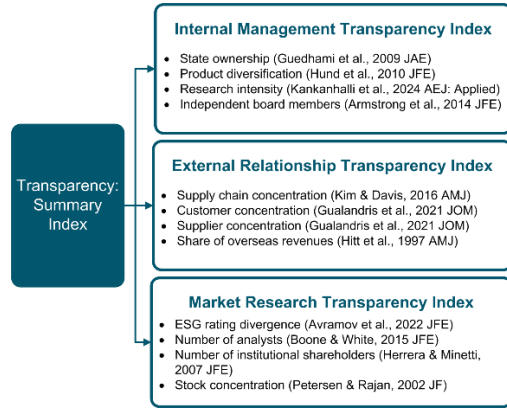 Transparency:
Summary
Index
Internal Management Transparency Index
• State ownership (Guedhami et al., 2009 JAE)
• Product diversification (Hund et al., 2010 JFE)
• Research intensity (Kankanhalli et al., 2024 AEJ: Applied)
• Independent board members (Armstrong et al., 2014 JFE)
External Relationship Transparency Index
• Supply chain concentration (Kim & Davis, 2016 AMJ)
• Customer concentration (Gualandris et al., 2021 JOM)
• Supplier concentration (Gualandris et al., 2021 JOM)
• Share of overseas revenues (Hitt et al., 1997 AMJ)
Market Research Transparency Index
• ESG rating divergence (Avramov et al., 2022 JFE)
• Number of analysts (Boone & White, 2015 JFE)
• Number of institutional shareholders (Herrera & Minetti,
2007 JFE)
• Stock concentration (Petersen & Rajan, 2002 JF)